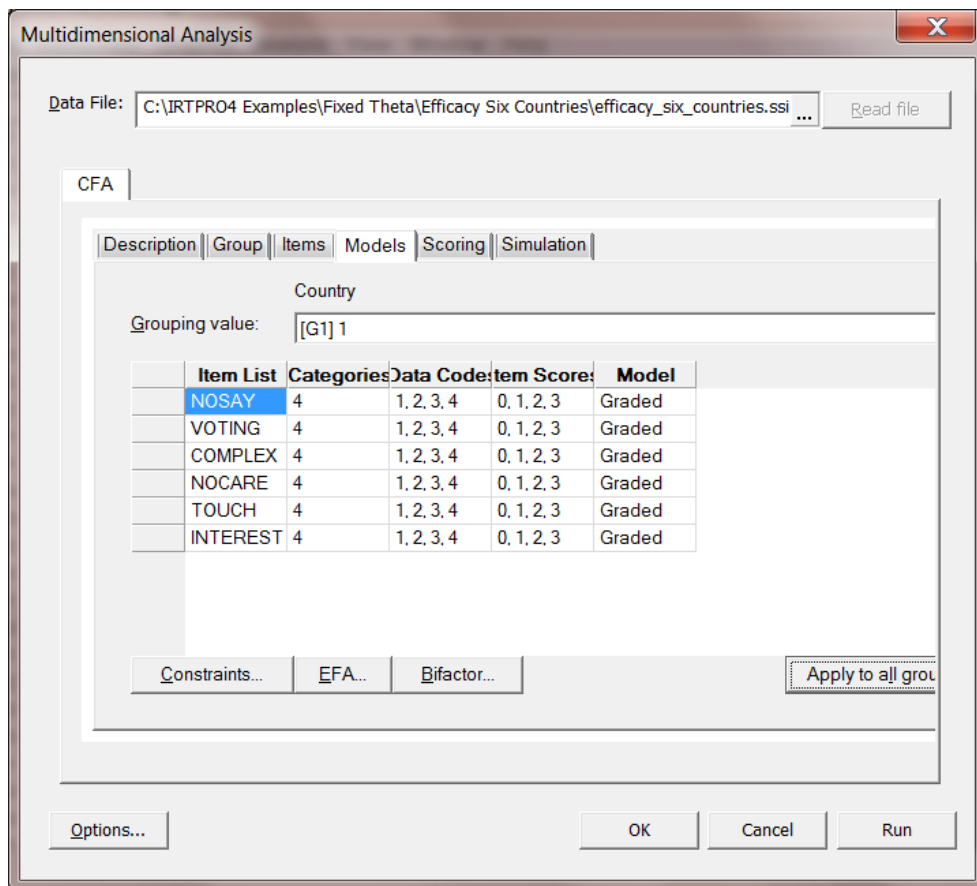 Multidimensional Analysis
Data File: C:\IRTPRO4 Examples\Fixed Theta\Efficacy Six Countries\efficacy_six_countries.ssi ... Read file
CFA
Description Group Items Models Scoring Simulation
Country
Grouping value: [G1] 1
Item List Categories Data Codes tem Scores Model
NOSAY 4 1, 2, 3, 4 0, 1, 2, 3 Graded
VOTING 4 1, 2, 3, 4 0, 1, 2, 3 Graded
COMPLEX 4 1, 2, 3, 4 0, 1, 2, 3 Graded
NOCARE 4 1, 2, 3, 4 0, 1, 2, 3 Graded
TOUCH 4 1, 2, 3, 4 0, 1, 2, 3 Graded
INTEREST 4 1, 2, 3, 4 0, 1, 2, 3 Graded
Constraints... EFA... Bifactor... Apply to all grou
Options... OK Cancel Run